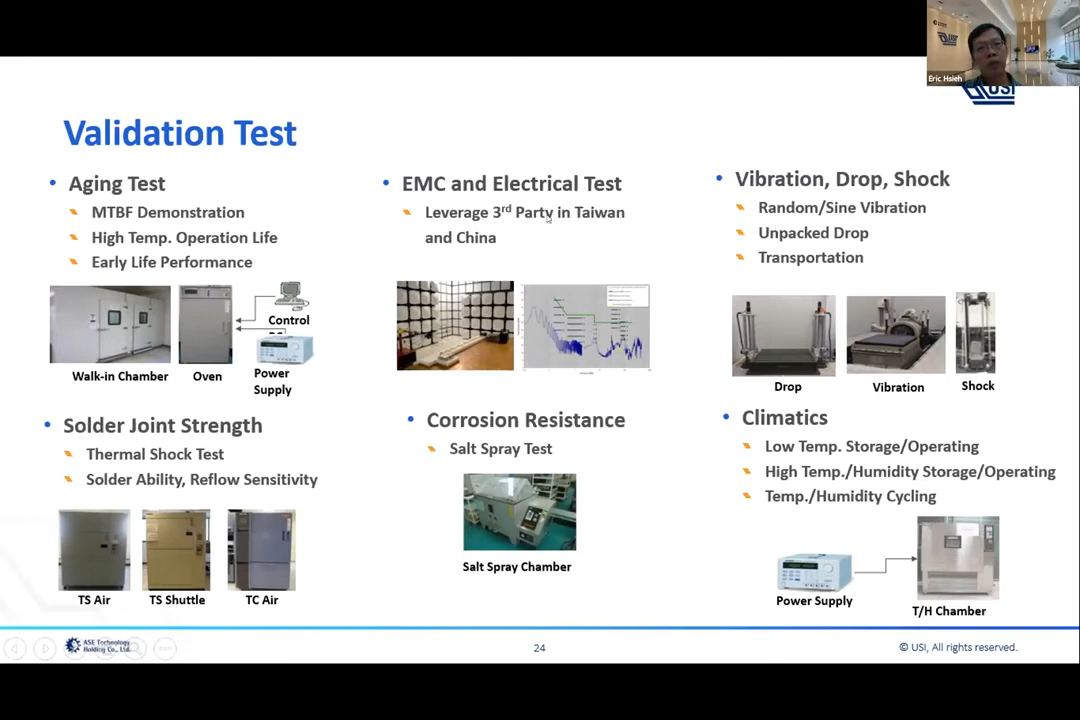 Eric Hsieh
USI
Validation Test
Aging Test
MTBF Demonstration
High Temp. Operation Life
Early Life Performance
Control
Walk-in Chamber
Oven
Power
Supply
EMC and Electrical Test
Leverage 3rd Party in Taiwan
and China
Vibration, Drop, Shock
Random/Sine Vibration
Unpacked Drop
Transportation
Drop
Vibration
Shock
Solder Joint Strength
Thermal Shock Test
Solder Ability, Reflow Sensitivity
TS Air
TS Shuttle
TC Air
Corrosion Resistance
Salt Spray Test
Salt Spray Chamber
Climatics
Low Temp. Storage/Operating
High Temp./Humidity Storage/Operating
Temp./Humidity Cycling
Power Supply
T/H Chamber
ASE Technology
Holding Co., Ltd.
24
© USI, All rights reserved.